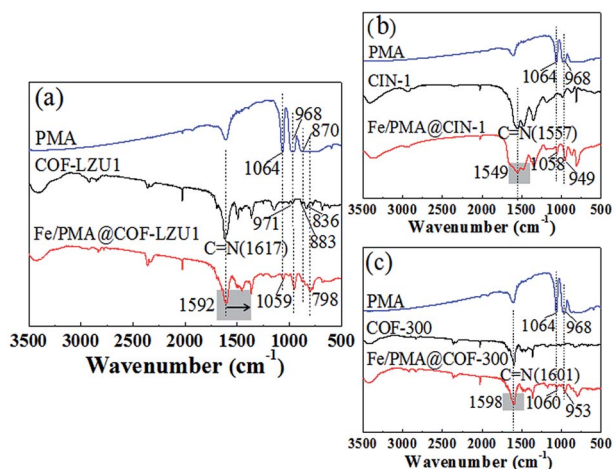 (a)
968
870
PMA
1064
COF-LZU1
971
836
C=N(1617)
883
Fe/PMA@COF-LZU1
1592
1059
798
3500 3000 2500 2000 1500 1000 500
Wavenumber (cm-1)
(b)
PMA
1064
968
CIN-1
Fe/PMA@CIN-1
C=N(1557)
1058
1549
949
3500 3000 2500 2000 1500 1000 500
Wavenumber (cm-1)
(c)
PMA
1064
968
COF-300
Fe/PMA@COF-300
C=N(1601)
1598
1060
953
3500 3000 2500 2000 1500 1000 500
Wavenumber (cm-1)